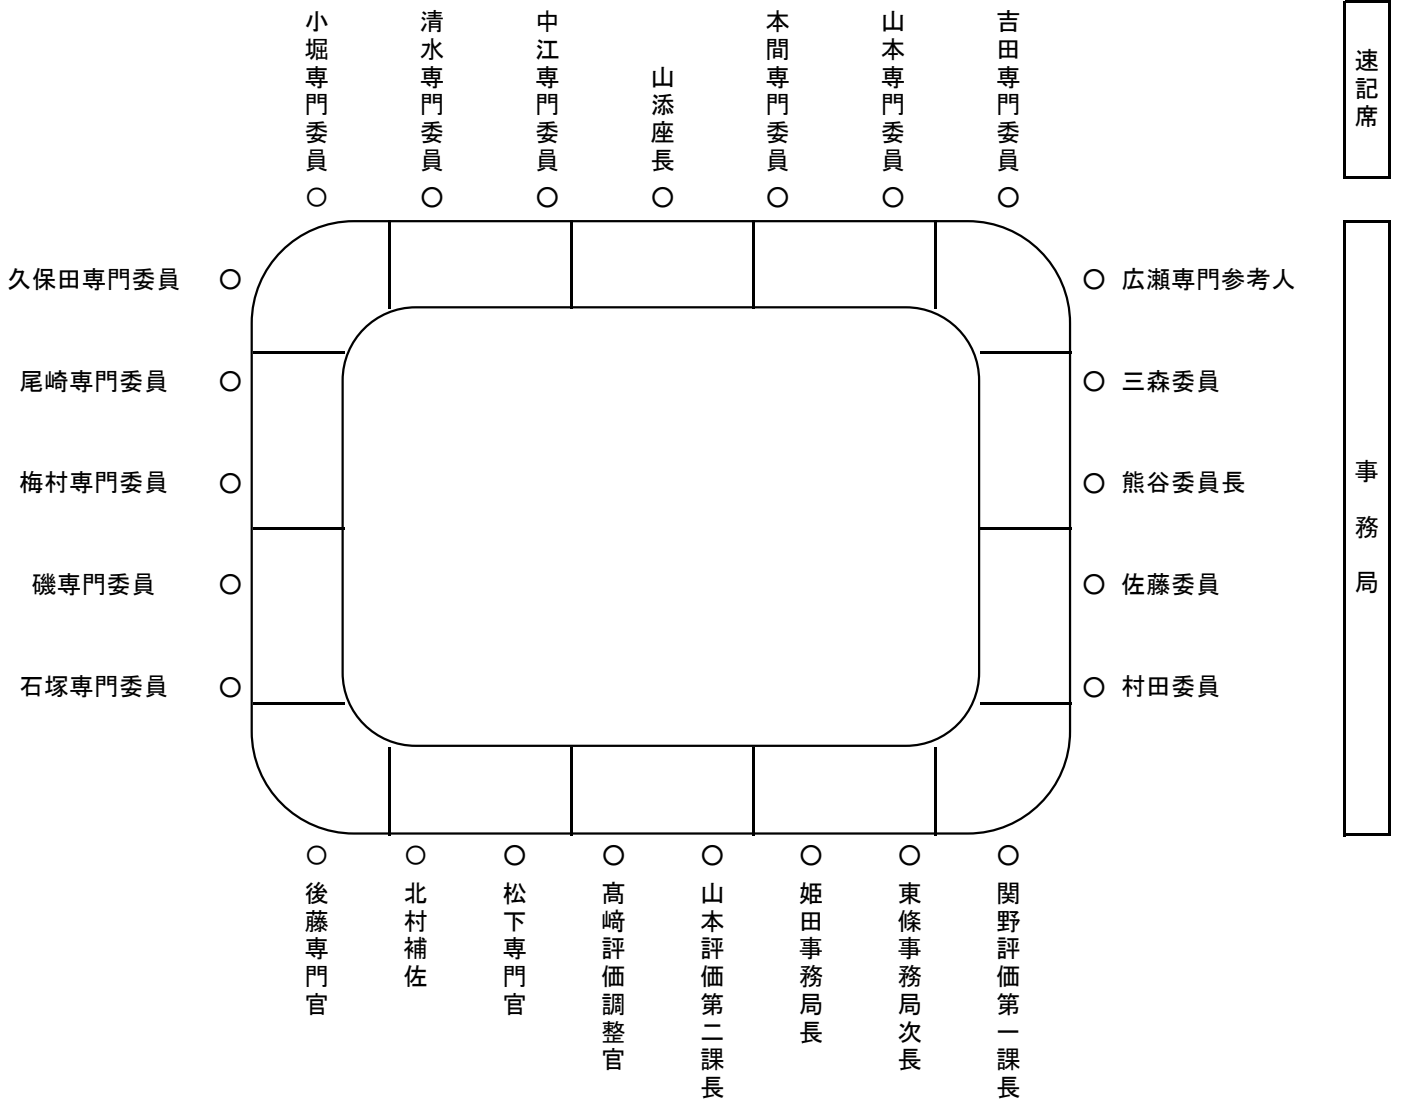 小堀専門委員
清水専門委員
中江専門委員
山添座長
本間専門委員
山本専門委員
吉田専門委員
速記席
久保田専門委員
広瀬専門参考人
尾崎専門委員
三森委員
梅村専門委員
熊谷委員長
事務局
磯専門委員
佐藤委員
石塚専門委員
村田委員
後藤専門官
北村補佐
松下専門官
髙﨑評価調整官
山本評価第二課長
姫田事務局長
東條事務局次長
関野評価第一課長